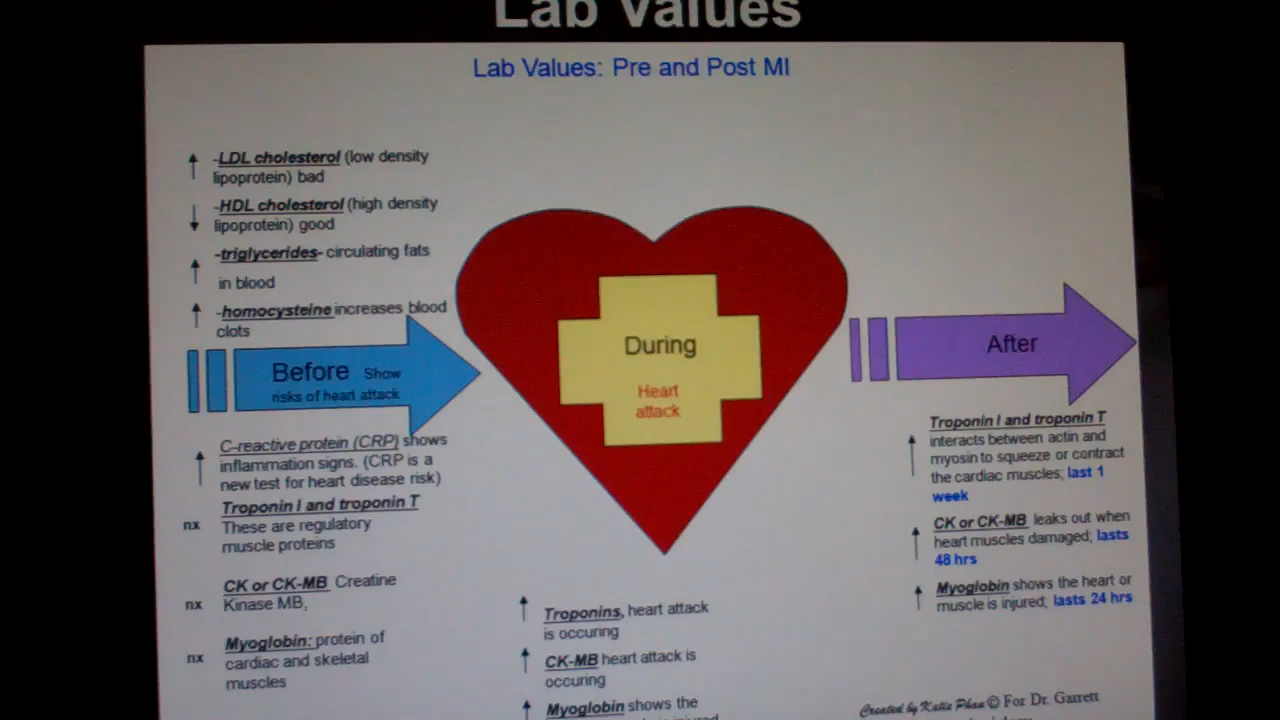 Lab Values
Lab Values: Pre and Post MI
-LDL cholesterol (low density
lipoprotein) bad
-HDL cholesterol (high density
lipoprotein) good
-triglycerides- circulating fats
in blood
-homocysteine increases blood
clots
Before Show
risks of heart attack
C-reactive protein (CRP) shows
inflammation signs. (CRP is a
new test for heart disease risk)
Troponin I and troponin T
nx These are regulatory
muscle proteins
CK or CK-MB Creatine
nx Kinase MB,
Myoglobin: protein of
nx cardiac and skeletal
muscles
During
Heart
attack
Troponins, heart attack
is occuring
CK-MB heart attack is
occuring
Myoglobin shows the
After
Troponin I and troponin T
interacts between actin and
myosin to squeeze or contract
the cardiac muscles; last 1
week
CK or CK-MB leaks out when
heart muscles damaged; lasts
48 hrs
Myoglobin shows the heart or
muscle is injured; lasts 24 hrs
Created by Katie Phan © For Dr. Garrett